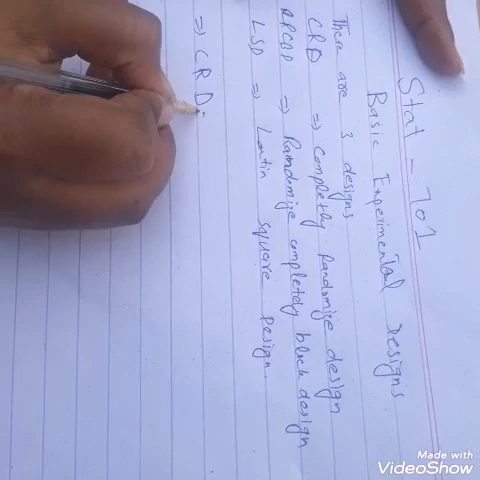 Stat - 701
Basic Experimental Designs
There are 3 designs
CRD => Completely Randomize design
RCBD => Randomize completely block design
LSD => Latin Square Design.
=> CRD:
Made with
VideoShow